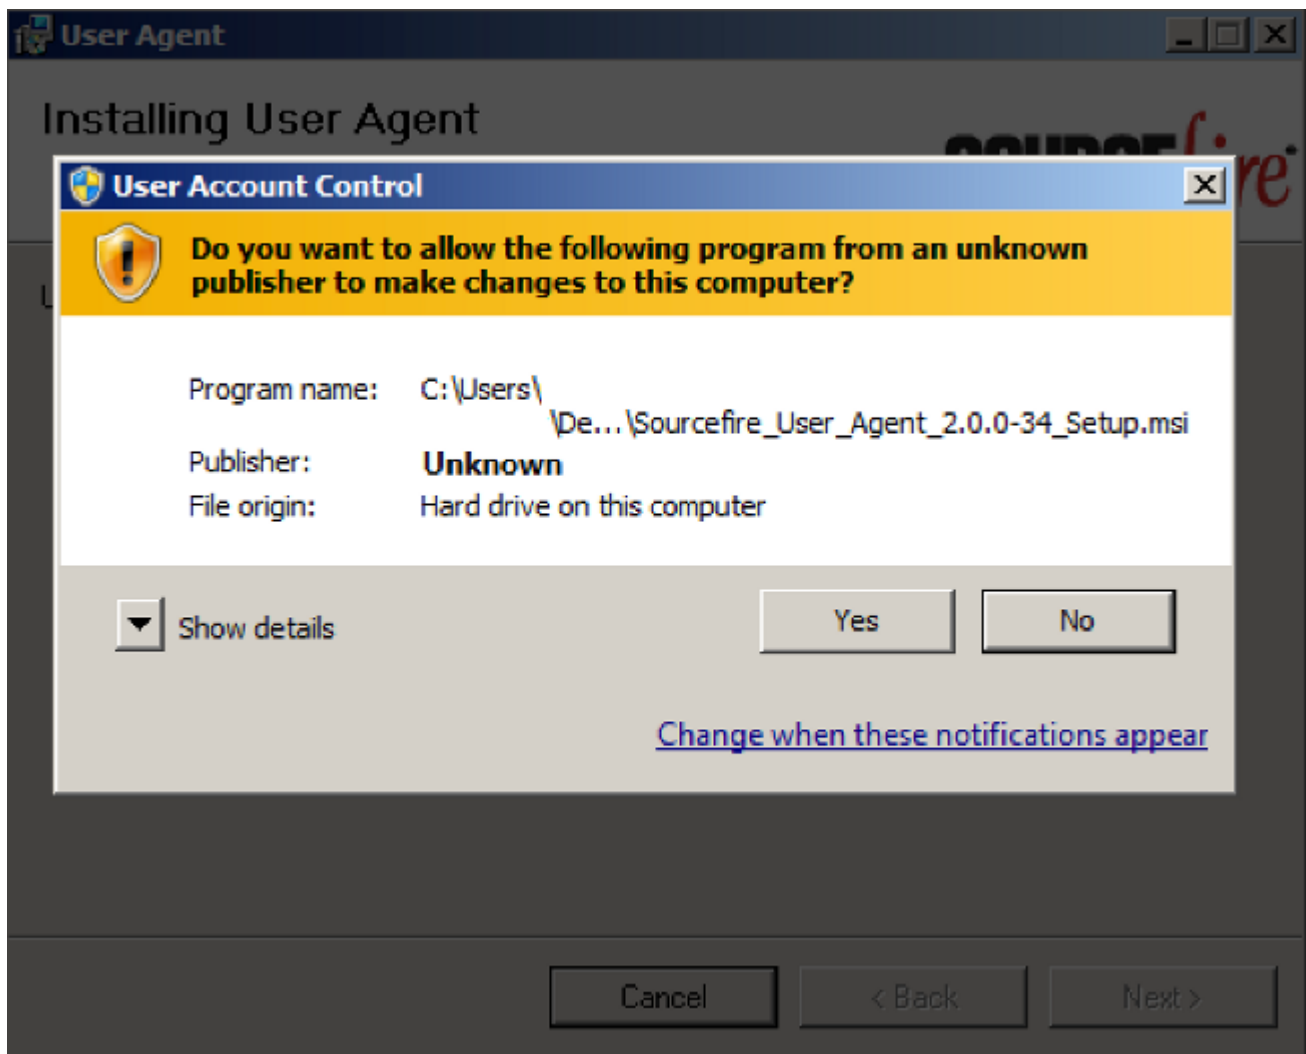 User Agent
Installing User Agent
User Account Control
Do you want to allow the following program from an unknown
publisher to make changes to this computer?
Program name: C:\Users\
\De...\Sourcefire_User_Agent_2.0.0-34_Setup.msi
Publisher: Unknown
File origin: Hard drive on this computer
Show details
Yes
No
Change when these notifications appear
Cancel
< Back
Next >